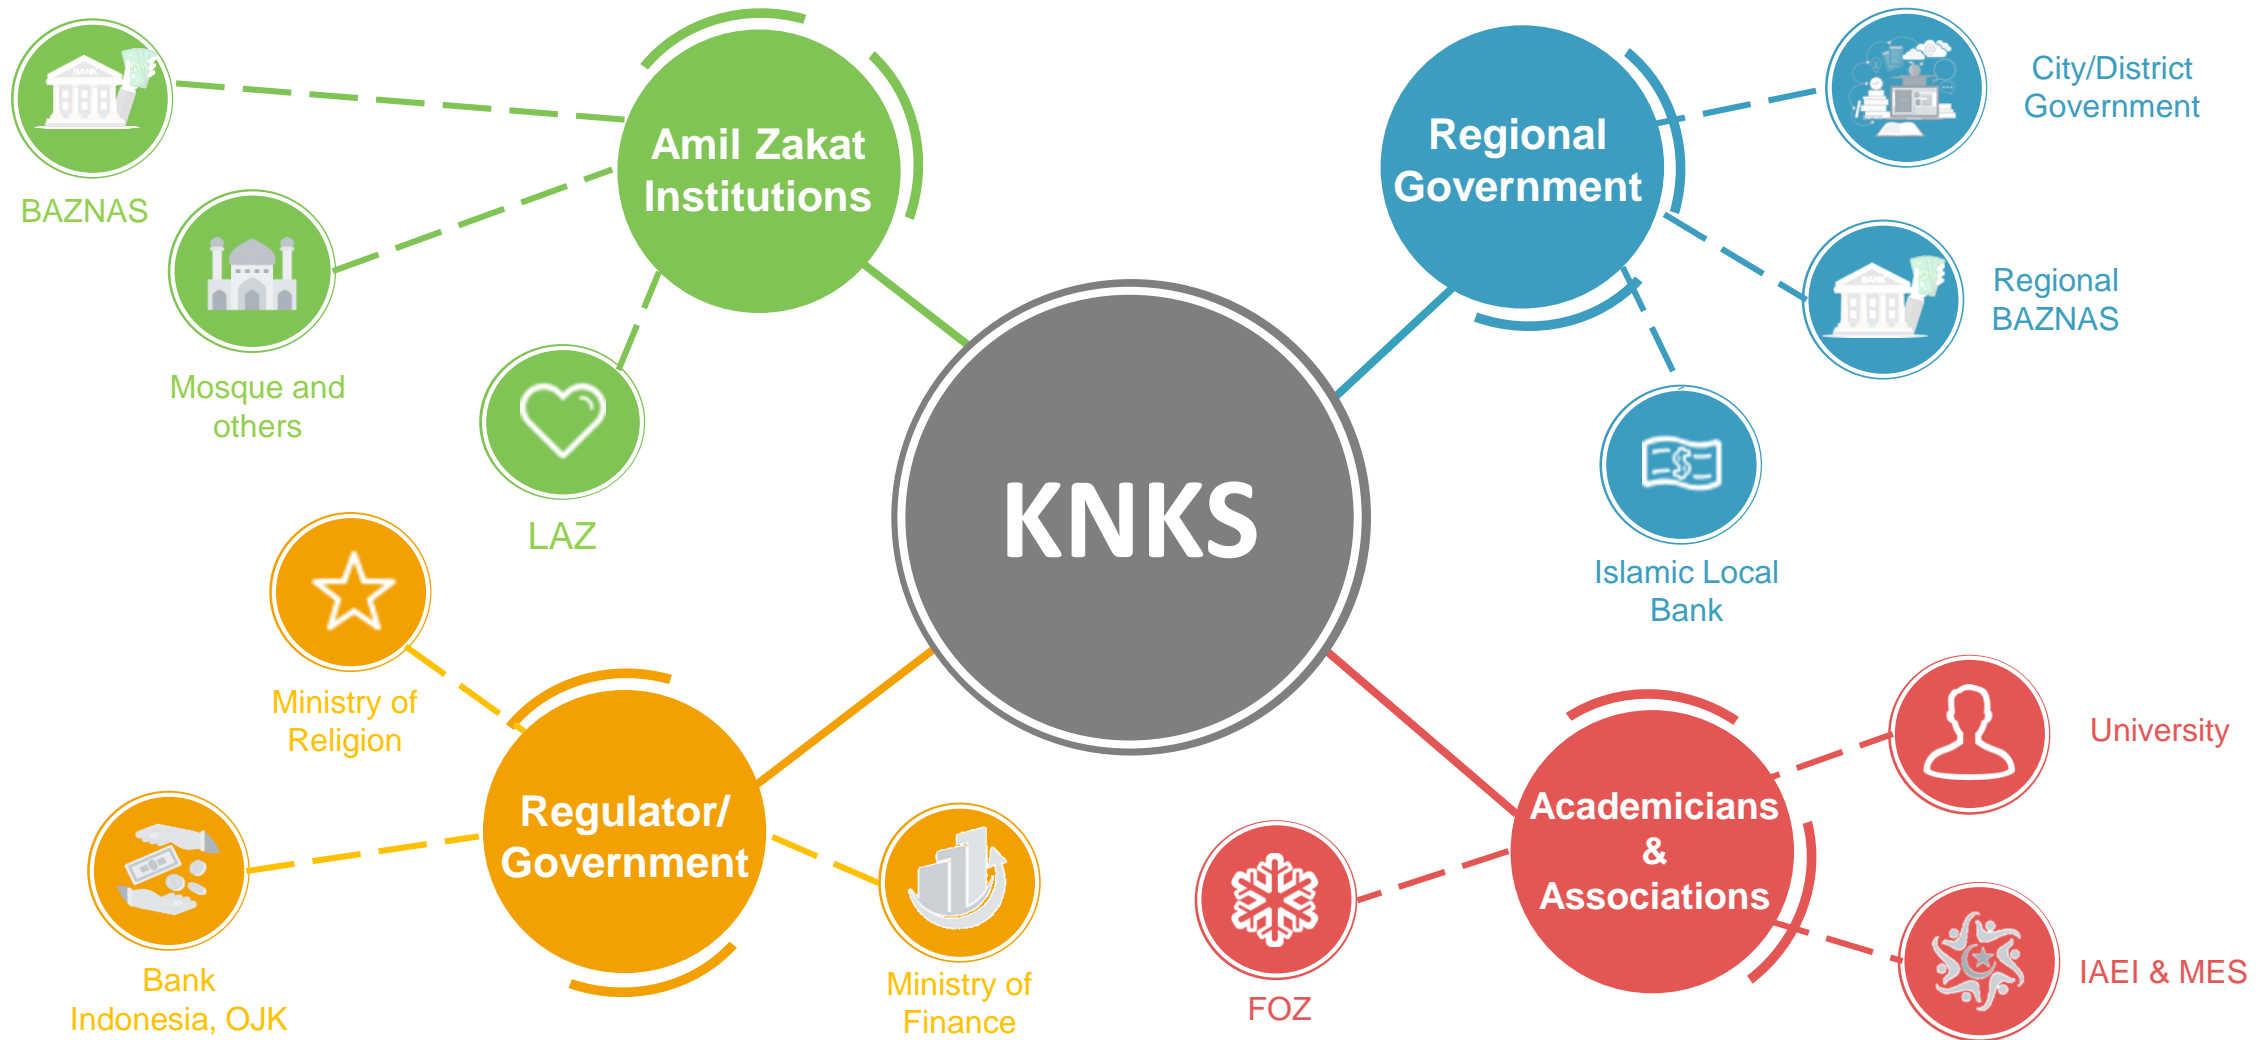 BAZNAS
Mosque and
others
LAZ
Amil Zakat
Institutions
Regional
Government
City/District
Government
Regional
BAZNAS
Islamic Local
Bank
KNKS
Ministry of
Religion
Bank
Indonesia, OJK
Regulator/
Government
Ministry of
Finance
FOZ
Academicians
&
Associations
University
IAEI & MES